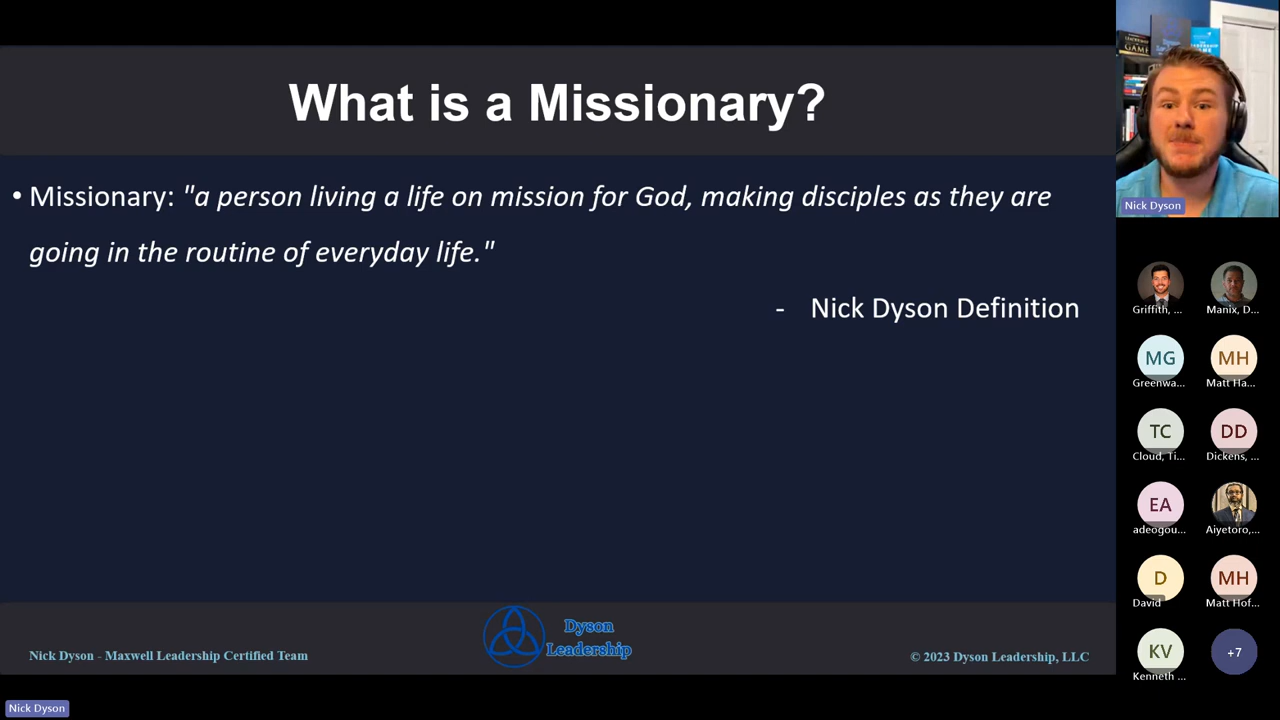 What is a Missionary?
• Missionary: "a person living a life on mission for God, making disciples as they are
going in the routine of everyday life."
- Nick Dyson Definition
Dyson
Leadership
Nick Dyson - Maxwell Leadership Certified Team
© 2023 Dyson Leadership, LLC
Nick Dyson
GAME
Nick Dyson
Griffith, ...
Manix, D...
MG
Greenwa...
MH
Matt Ha...
TC
Cloud, Ti...
DD
Dickens, ...
EA
adeogou...
Aiyetoro,...
D
David
MH
Matt Hof...
KV
Kenneth ...
+7